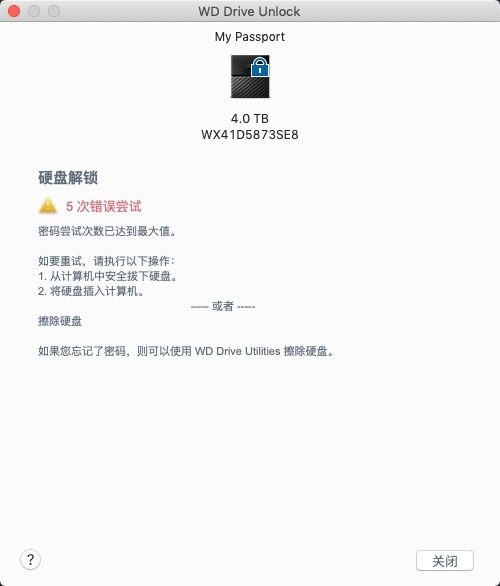 WD Drive Unlock
My Passport
4.0 TB
WX41D5873SE8
硬盘解锁
5 次错误尝试
密码尝试次数已达到最大值。
如要重试，请执行以下操作：
1. 从计算机中安全拔下硬盘。
2. 将硬盘插入计算机。
----- 或者 -----
擦除硬盘
如果您忘记了密码，则可以使用 WD Drive Utilities 擦除硬盘。
?
关闭